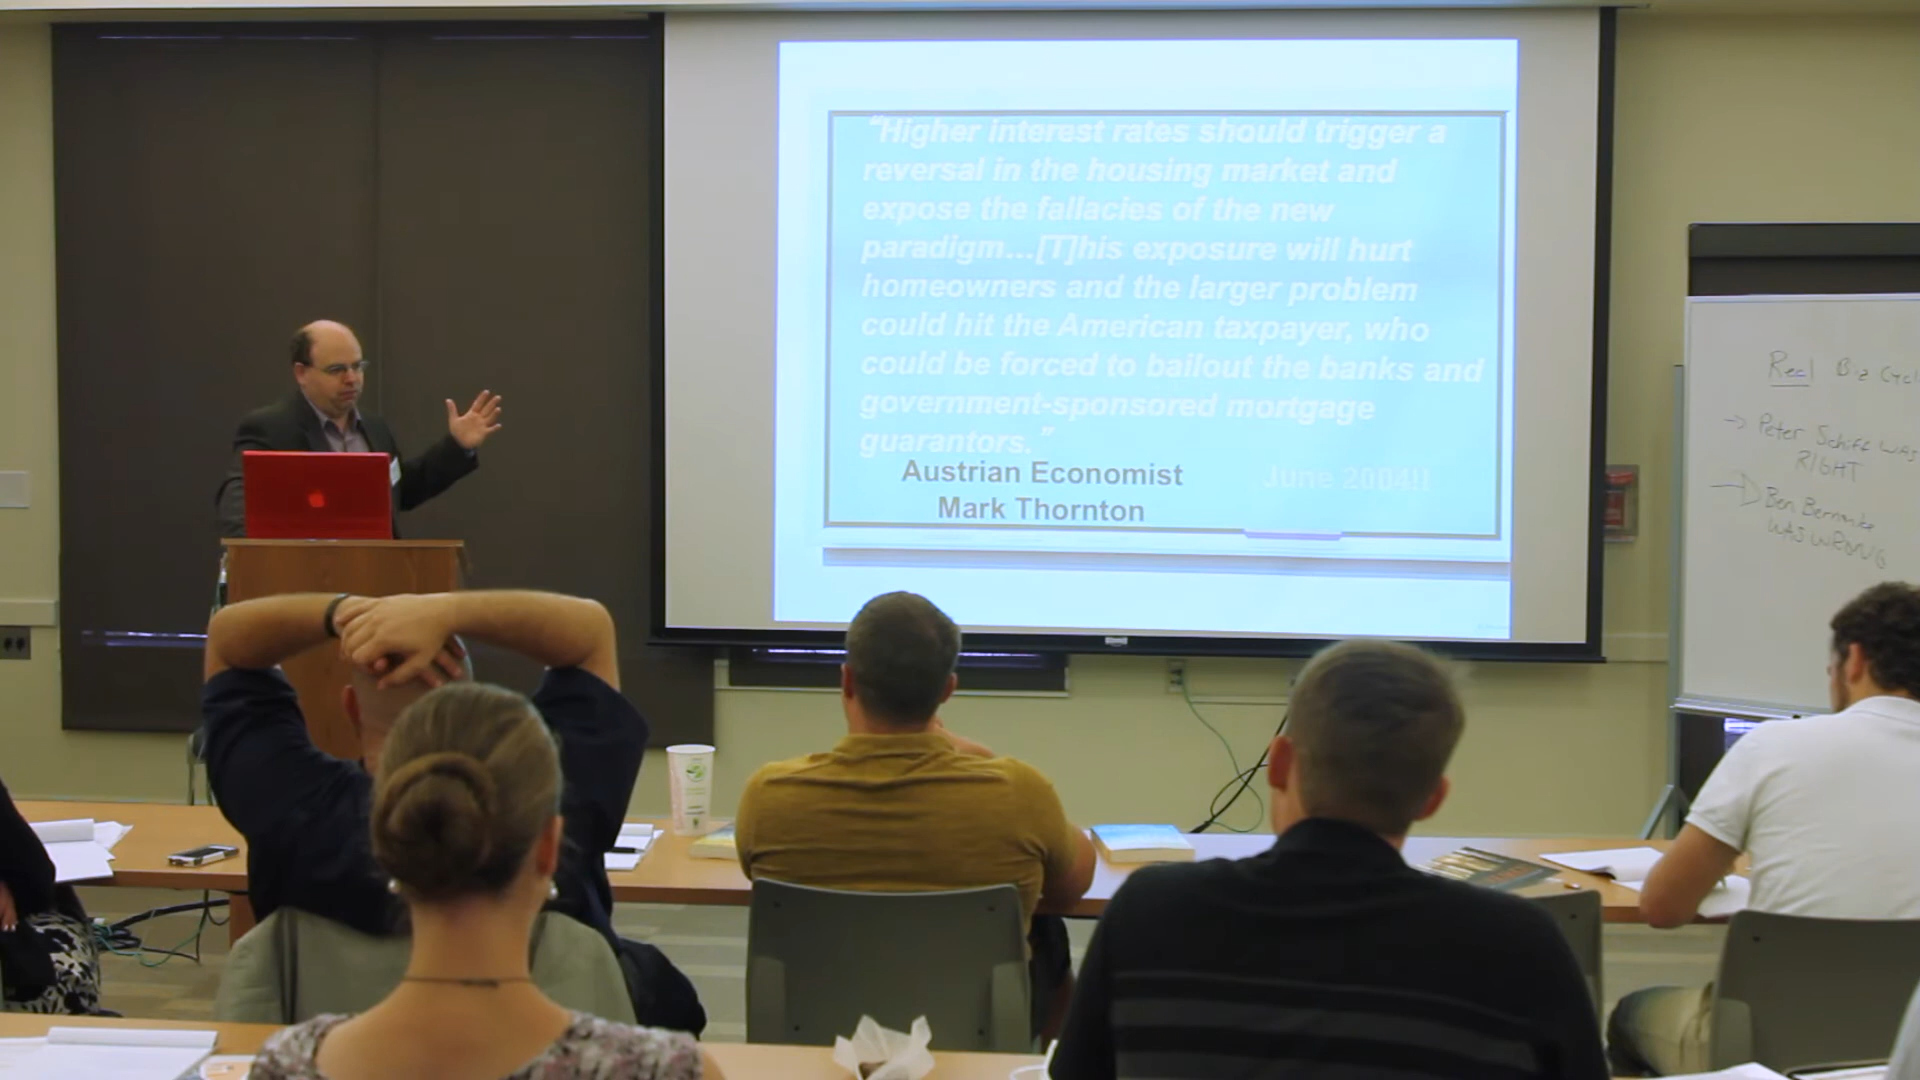 “Higher interest rates should trigger a
reversal in the housing market and
expose the fallacies of the new
paradigm...[T]his exposure will hurt
homeowners and the larger problem
could hit the American taxpayer, who
could be forced to bailout the banks and
government-sponsored mortgage
guarantors.”
Austrian Economist
Mark Thornton
June 2004!!
Real Biz
-> Peter Schiff WAS
RIGHT
Ben Bernanke
WAS WRONG